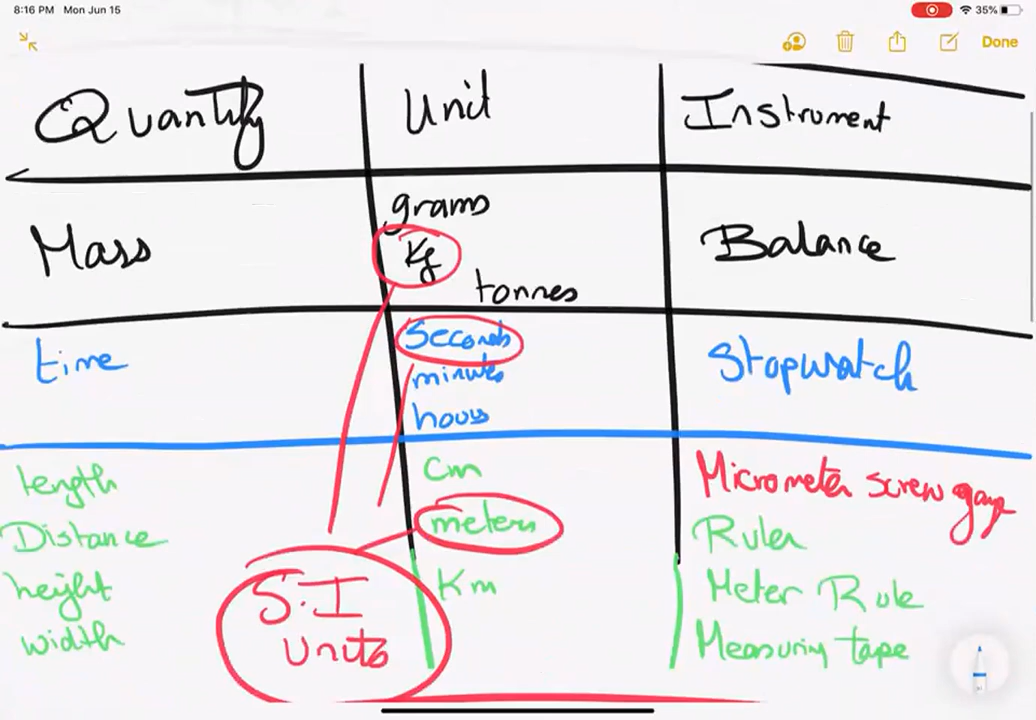 8:16 PM Mon Jun 15
35%
Done
Quantity Unit Instrument
Mass grams Balance
Kg
tonnes
time Seconds Stopwatch
minutes
hours
length Cm Micrometer screw gauge
Distance meters Ruler
height Km Meter Rule
width Measuring tape
S.I
units